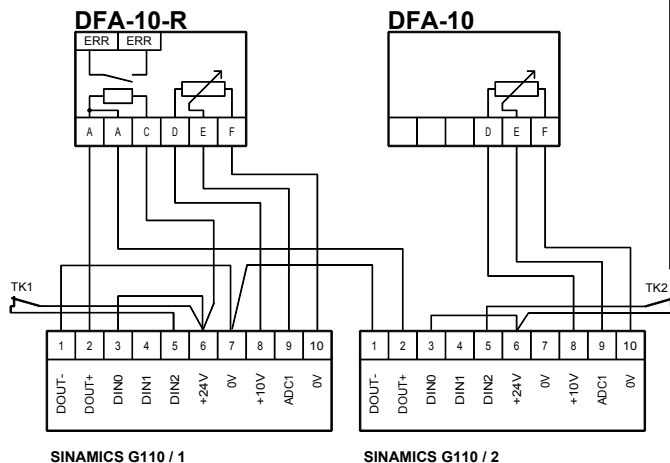 DFA-10-R DFA-10
ERR ERR
A A C D E F D E F
TK1 TK2
1 2 3 4 5 6 7 8 9 10 1 2 3 4 5 6 7 8 9 10
DOUT- DOUT+ DIN0 DIN1 DIN2 +24V 0V +10V ADC1 0V DOUT- DOUT+ DIN0 DIN1 DIN2 +24V 0V +10V ADC1 0V
SINAMICS G110 / 1 SINAMICS G110 / 2